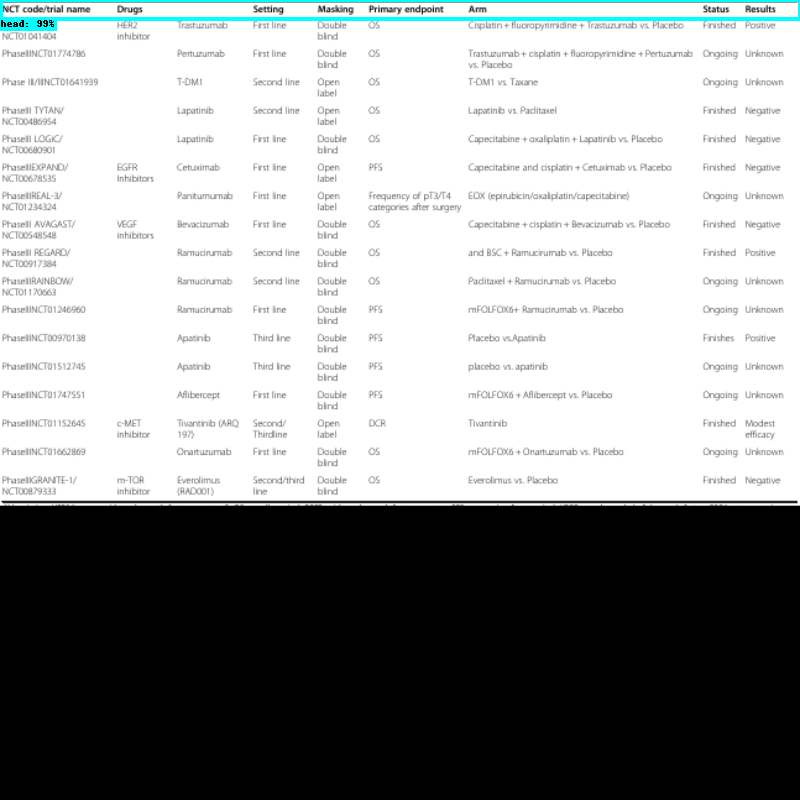 NCT code/trial name Drugs Setting Masking Primary endpoint Arm Status Results
head: 99%
HER2 Trastuzumab First line Double OS Cisplatin + fluoropyrimidine + Trastuzumab vs. Placebo Finished Positive
NCT01041404 inhibitor blind
PhaseIIINCT01774786 Pertuzumab First line Double OS Trastuzumab + cisplatin + fluoropyrimidine + Pertuzumab Ongoing Unknown
blind vs. Placebo
Phase II/IIINCT01641939 T-DM1 Second line Open OS T-DM1 vs. Taxane Ongoing Unknown
label
PhaseIII TYTAN/ Lapatinib Second line Open OS Lapatinib vs. Paclitaxel Finished Negative
NCT00486954 label
PhaseIII LOGiC/ Lapatinib First line Double OS Capecitabine + oxaliplatin + Lapatinib vs. Placebo Finished Negative
NCT00680901 blind
PhaseIIIEXPAND/ EGFR Cetuximab First line Open PFS Capecitabine and cisplatin + Cetuximab vs. Placebo Finished Negative
NCT00678535 Inhibitors label
PhaseIIIREAL-3/ Panitumumab First line Open Frequency of pT3/T4 EOX (epirubicin/oxaliplatin/capecitabine) Ongoing Unknown
NCT01234324 label categories after surgery
PhaseIII AVAGAST/ VEGF Bevacizumab First line Double OS Capecitabine + cisplatin + Bevacizumab vs. Placebo Finished Negative
NCT00548548 inhibitors blind
PhaseIII REGARD/ Ramucirumab Second line Double OS and BSC + Ramucirumab vs. Placebo Finished Positive
NCT00917384 blind
PhaseIIIRAINBOW/ Ramucirumab Second line Double OS Paclitaxel + Ramucirumab vs. Placebo Ongoing Unknown
NCT01170663 blind
PhaseIIINCT01246960 Ramucirumab First line Double PFS mFOLFOX6+ Ramucirumab vs. Placebo Ongoing Unknown
blind
PhaseIIINCT00970138 Apatinib Third line Double PFS Placebo vs.Apatinib Finishes Positive
blind
PhaseIIINCT01512745 Apatinib Third line Double PFS placebo vs. apatinib Ongoing Unknown
blind
PhaseIIINCT01747551 Aflibercept First line Double PFS mFOLFOX6 + Aflibercept vs. Placebo Ongoing Unknown
blind
PhaseIIINCT01152645 c-MET Tivantinib (ARQ Second/ Open DCR Tivantinib Finished Modest
inhibitor 197) Thirdline label efficacy
PhaseIIINCT01662869 Onartuzumab First line Double OS mFOLFOX6 + Onartuzumab vs. Placebo Ongoing Unknown
blind
PhaseIIIGRANITE-1/ m-TOR Everolimus Second/third Double OS Everolimus vs. Placebo Finished Negative
NCT00879333 inhibitor (RAD001) line blind